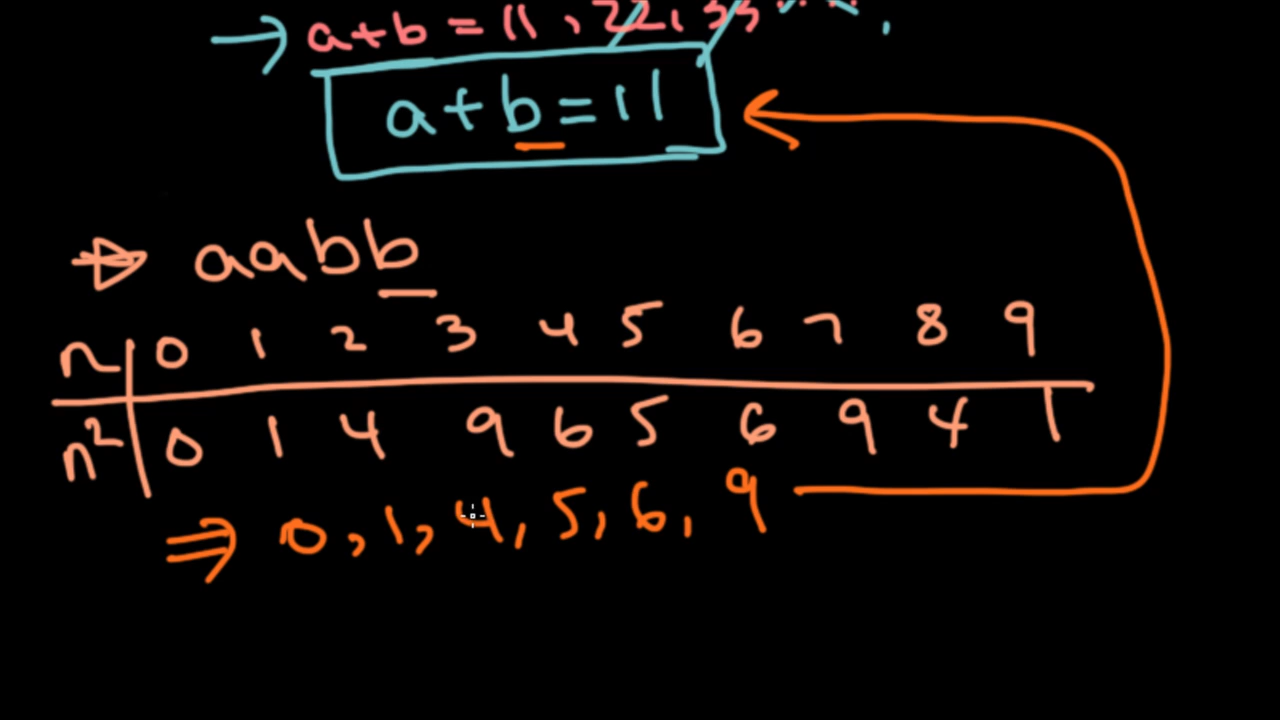 a+b = 11, 22, 33
a+b=11
aabb
n 0 1 2 3 4 5 6 7 8 9
n² 0 1 4 9 6 5 6 9 4 1
⇒ 0, 1, 4, 5, 6, 9